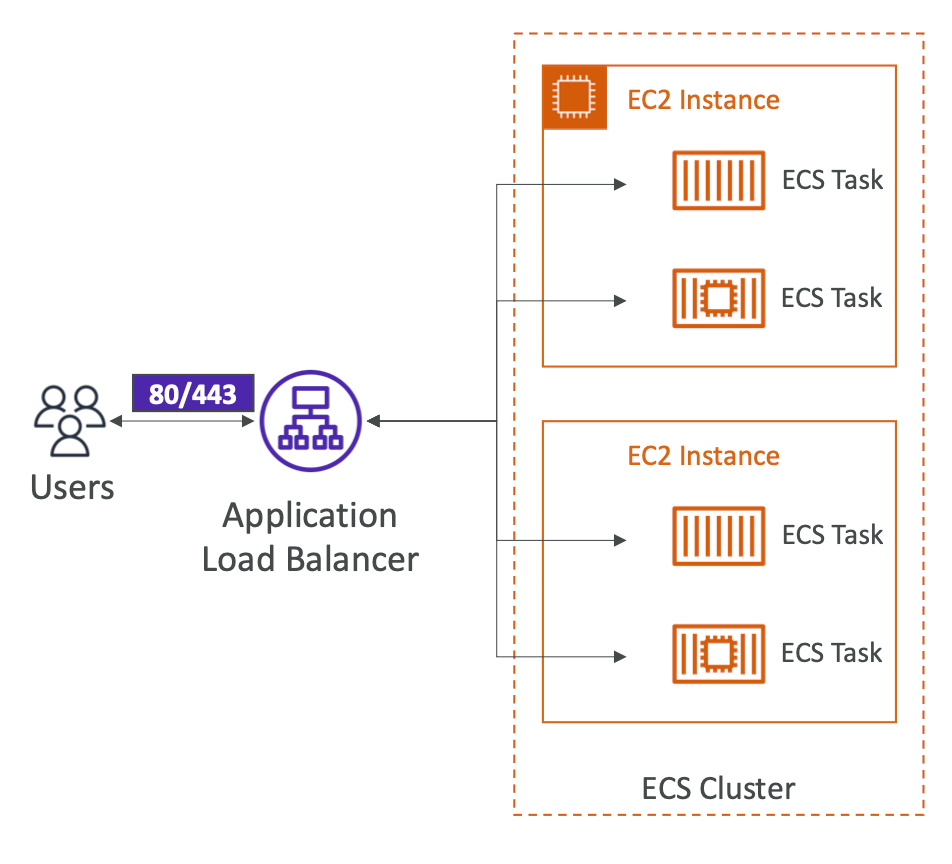 EC2 Instance
ECS Task
ECS Task
80/443
Users
Application
Load Balancer
EC2 Instance
ECS Task
ECS Task
ECS Cluster